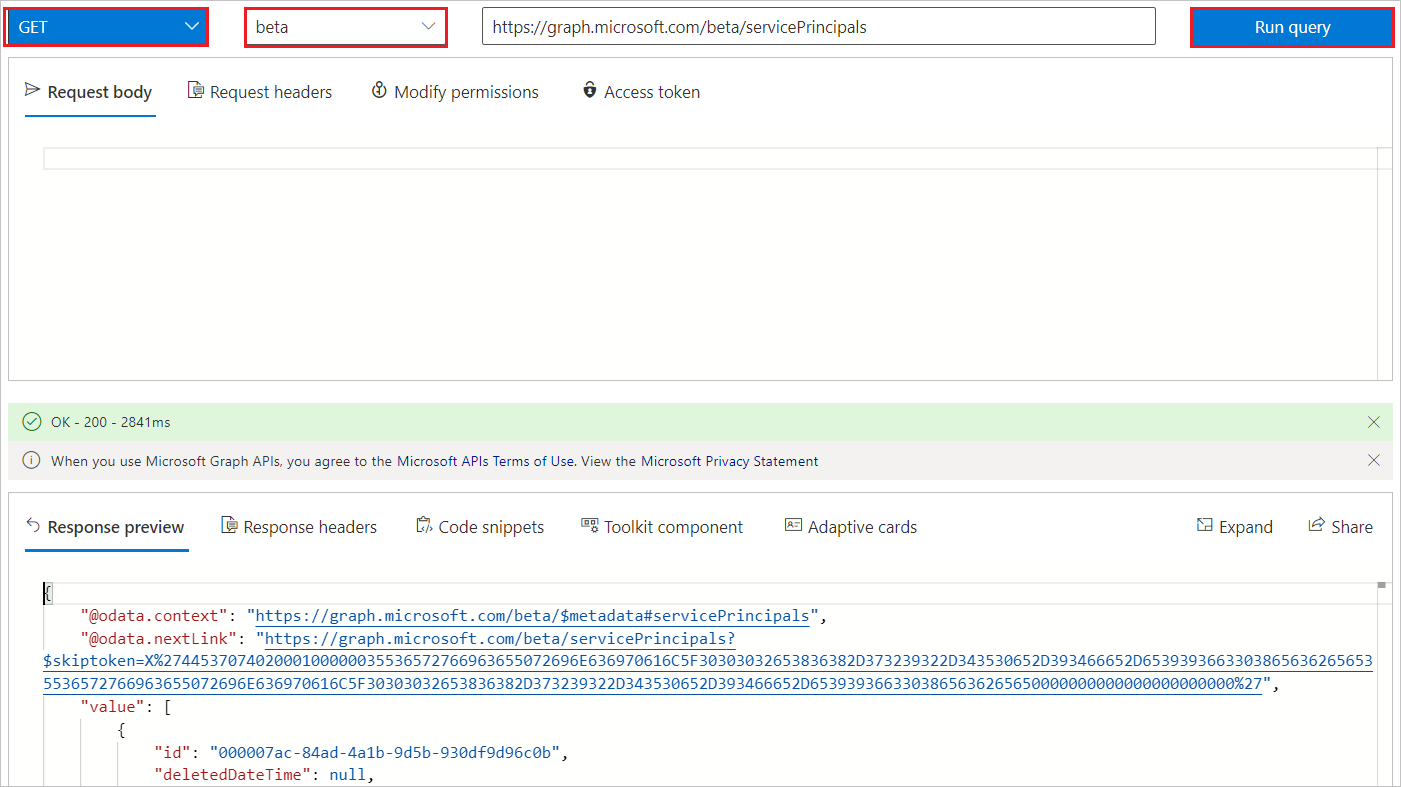 GET beta https://graph.microsoft.com/beta/servicePrincipals Run query
Request body Request headers Modify permissions Access token
OK - 200 - 2841ms
When you use Microsoft Graph APIs, you agree to the Microsoft APIs Terms of Use. View the Microsoft Privacy Statement
Response preview Response headers Code snippets Toolkit component Adaptive cards Expand Share
{
"@odata.context": "https://graph.microsoft.com/beta/$metadata#servicePrincipals",
"@odata.nextLink": "https://graph.microsoft.com/beta/servicePrincipals?
$skiptoken=X%2744537074020001000000355365727669636550726​96E636970616C5F30303032653836382D373239322D343530652D393466652D653939366330386563626565​3
5536572766963655072696E636970616C5F30303032653836382D373239322D343530652D393466652D6539393663303865636265650000000000000000000000%27",
"value": [
{
"id": "000007ac-84ad-4a1b-9d5b-930df9d96c0b",
"deletedDateTime": null,